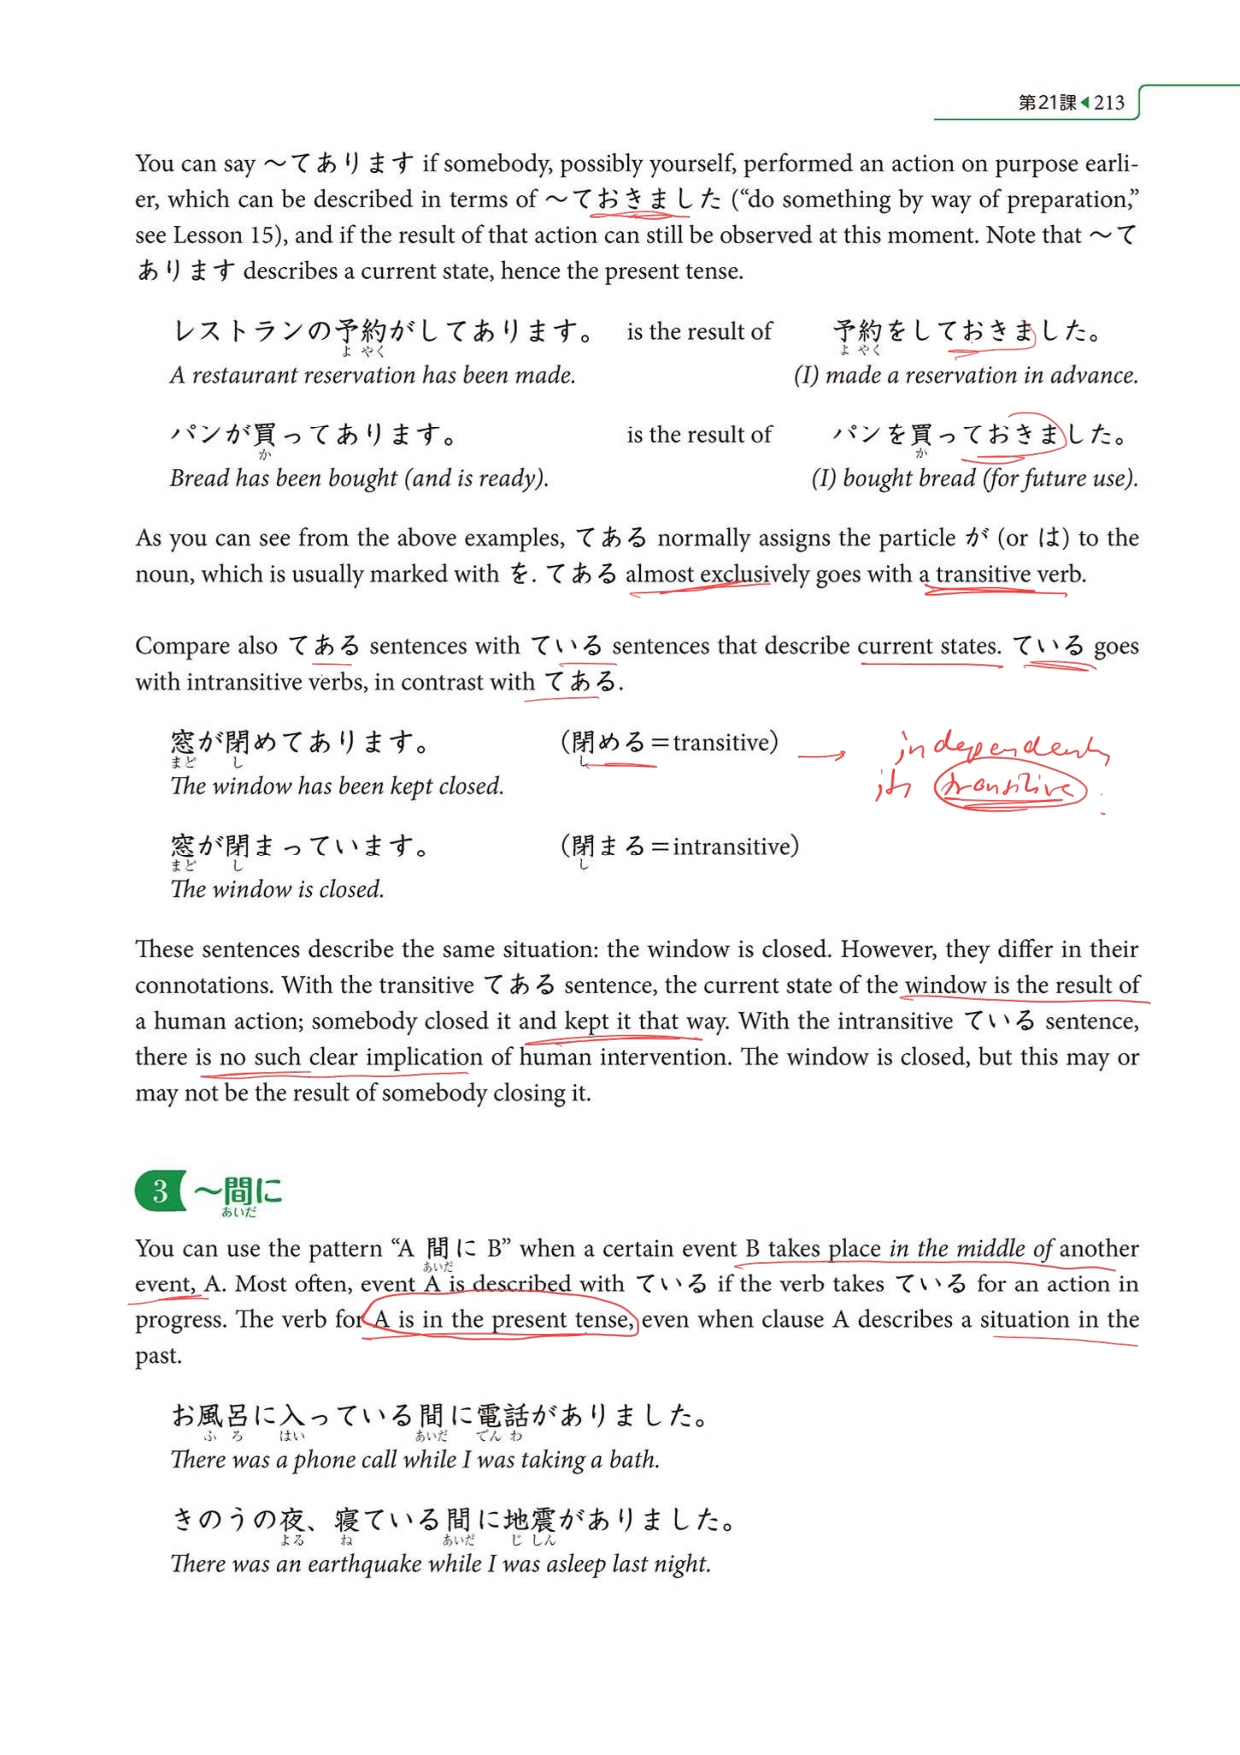 第21課◀213
You can say ～てあります if somebody, possibly yourself, performed an action on purpose earli-
er, which can be described in terms of ～ておきました (“do something by way of preparation,”
see Lesson 15), and if the result of that action can still be observed at this moment. Note that ～て
あります describes a current state, hence the present tense.
レストランの予約がしてあります。 is the result of 予約をしておきました。
よやく よやく
A restaurant reservation has been made. (I) made a reservation in advance.
パンが買ってあります。 is the result of パンを買っておきました。
か か
Bread has been bought (and is ready). (I) bought bread (for future use).
As you can see from the above examples, てある normally assigns the particle が (or は) to the
noun, which is usually marked with を. てある almost exclusively goes with a transitive verb.
Compare also てある sentences with ている sentences that describe current states. ている goes
with intransitive verbs, in contrast with てある.
窓が閉めてあります。 (閉める＝transitive) → independently
まど し し
its transitive.
The window has been kept closed.
窓が閉まっています。 (閉まる＝intransitive)
まど し し
The window is closed.
These sentences describe the same situation: the window is closed. However, they differ in their
connotations. With the transitive てある sentence, the current state of the window is the result of
a human action; somebody closed it and kept it that way. With the intransitive ている sentence,
there is no such clear implication of human intervention. The window is closed, but this may or
may not be the result of somebody closing it.
3 ～間に
あいだ
You can use the pattern “A 間に B” when a certain event B takes place in the middle of another
あいだ
event, A. Most often, event A is described with ている if the verb takes ている for an action in
progress. The verb for A is in the present tense, even when clause A describes a situation in the
past.
お風呂に入っている間に電話がありました。
ふろ はい あいだ でんわ
There was a phone call while I was taking a bath.
きのうの夜、寝ている間に地震がありました。
よる ね あいだ じしん
There was an earthquake while I was asleep last night.